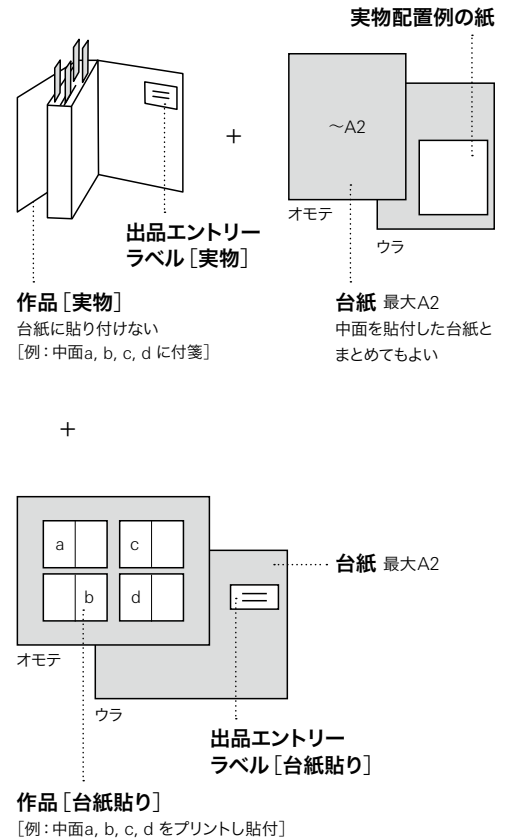 実物配置例の紙
+
〜A2
オモテ
ウラ
出品エントリー
ラベル［実物］
作品［実物］
台紙に貼り付けない
［例：中面a, b, c, d に付箋］
台紙 最大A2
中面を貼付した台紙と
まとめてもよい
+
a
c
b
d
オモテ
ウラ
台紙 最大A2
出品エントリー
ラベル［台紙貼り］
作品［台紙貼り］
［例：中面a, b, c, d をプリントし貼付］